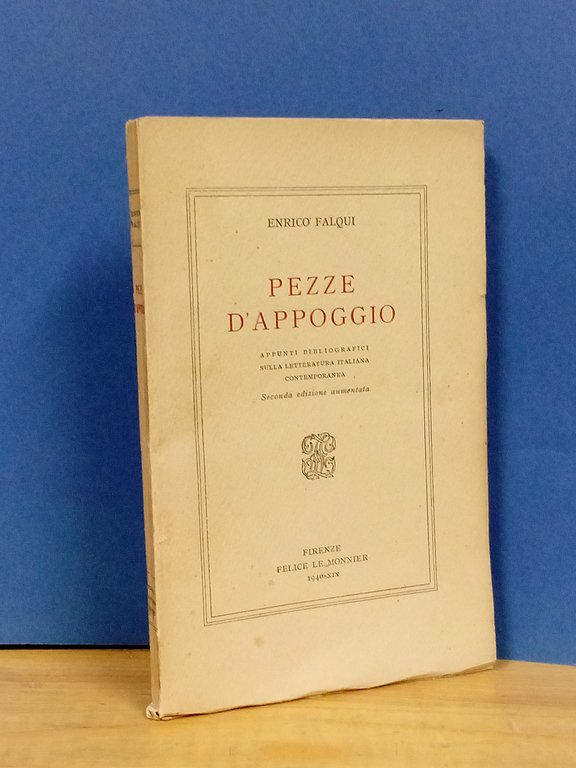 ENRICO FALQUI
PEZZE
D'APPOGGIO
APPUNTI BIBLIOGRAFICI
SULLA LETTERATURA ITALIANA
CONTEMPORANEA
Seconda edizione aumentata
FIRENZE
FELICE LE MONNIER
1940-XIX